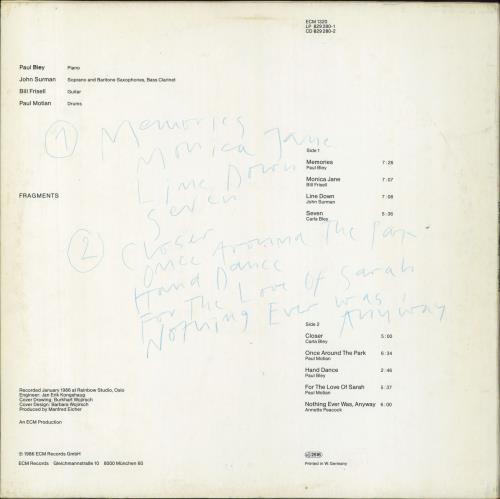 ECM 1320
LP 829 280-1
CD 829 280-2
Paul Bley Piano
John Surman Soprano and Baritone Saxophones, Bass Clarinet
Bill Frisell Guitar
Paul Motian Drums
FRAGMENTS
1 Memories
Monica Jane
Line Down
Seven
2 Closer
Once Around The Park
Hand Dance
For The Love Of Sarah
Nothing Ever was
Anyway
Side 1
Memories 7:26
Paul Bley
Monica Jane 7:07
Bill Frisell
Line Down 7:08
John Surman
Seven 5:36
Carla Bley
Side 2
Closer 5:00
Carla Bley
Once Around The Park 6:34
Paul Motian
Hand Dance 2:46
Paul Bley
For The Love Of Sarah 5:37
Paul Motian
Nothing Ever Was, Anyway 6:00
Annette Peacock
Recorded January 1986 at Rainbow Studio, Oslo
Engineer: Jan Erik Kongshaug
Cover Drawing: Burkhart Wojirsch
Cover Design: Barbara Wojirsch
Produced by Manfred Eicher
An ECM Production
℗ 1986 ECM Records GmbH
ECM Records Gleichmannstraße 10 8000 München 60
Printed in W. Germany